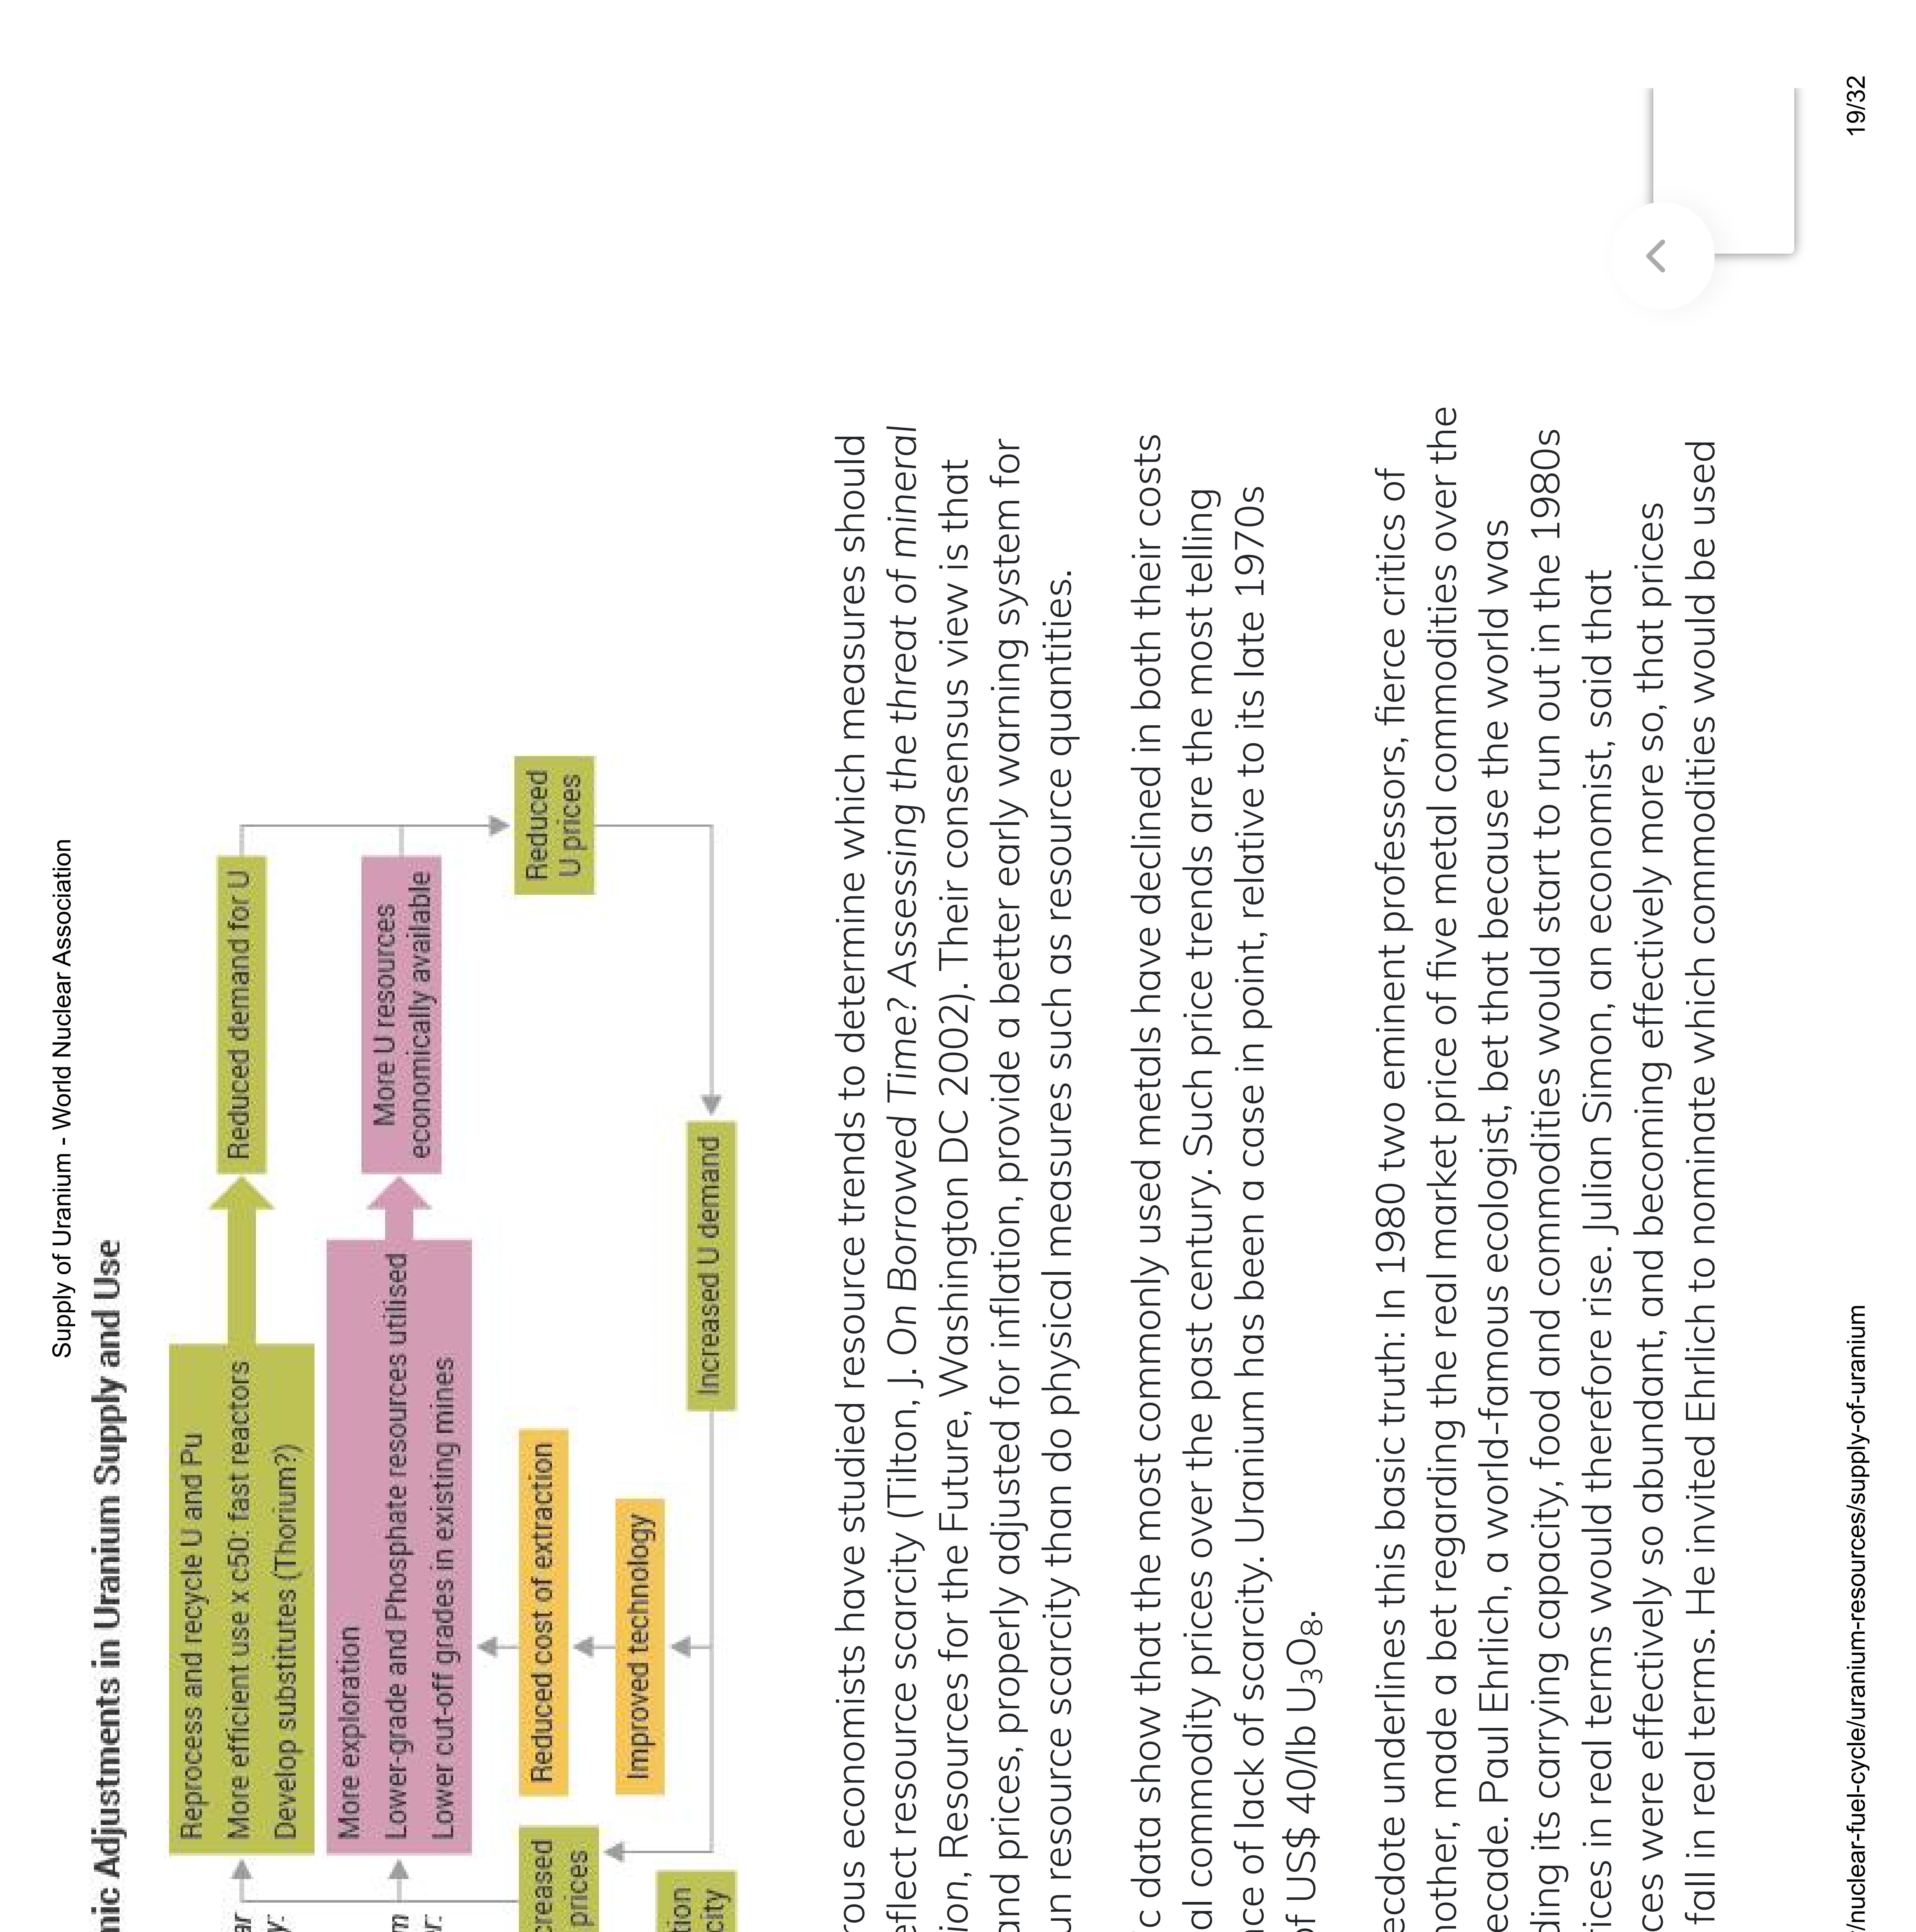 Supply of Uranium - World Nuclear Association
mic Adjustments in Uranium Supply and Use
ar
y:
Reprocess and recycle U and Pu
More efficient use x c50: fast reactors
Develop substitutes (Thorium?)
Reduced demand for U
m
r:
More exploration
Lower-grade and Phosphate resources utilised
Lower cut-off grades in existing mines
More U resources
economically available
creased
prices
Reduced cost of extraction
Reduced
U prices
Improved technology
tion
city
Increased U demand
rous economists have studied resource trends to determine which measures should
eflect resource scarcity (Tilton, J. On Borrowed Time? Assessing the threat of mineral
ion, Resources for the Future, Washington DC 2002). Their consensus view is that
and prices, properly adjusted for inflation, provide a better early warning system for
un resource scarcity than do physical measures such as resource quantities.
c data show that the most commonly used metals have declined in both their costs
al commodity prices over the past century. Such price trends are the most telling
nce of lack of scarcity. Uranium has been a case in point, relative to its late 1970s
of US$ 40/lb U₃O₈.
ecdote underlines this basic truth: In 1980 two eminent professors, fierce critics of
nother, made a bet regarding the real market price of five metal commodities over the
ecade. Paul Ehrlich, a world-famous ecologist, bet that because the world was
ding its carrying capacity, food and commodities would start to run out in the 1980s
ices in real terms would therefore rise. Julian Simon, an economist, said that
ces were effectively so abundant, and becoming effectively more so, that prices
fall in real terms. He invited Ehrlich to nominate which commodities would be used
/nuclear-fuel-cycle/uranium-resources/supply-of-uranium
19/32